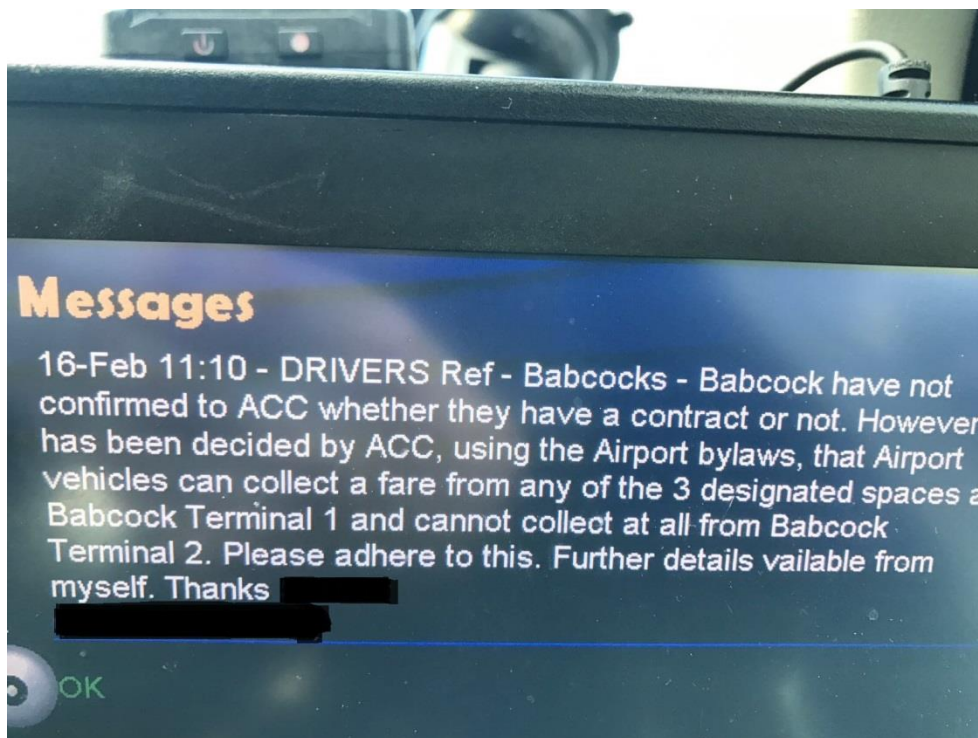 Messages
16-Feb 11:10 - DRIVERS Ref - Babcocks - Babcock have not
confirmed to ACC whether they have a contract or not. However
has been decided by ACC, using the Airport bylaws, that Airport
vehicles can collect a fare from any of the 3 designated spaces a
Babcock Terminal 1 and cannot collect at all from Babcock
Terminal 2. Please adhere to this. Further details vailable from
myself. Thanks
OK